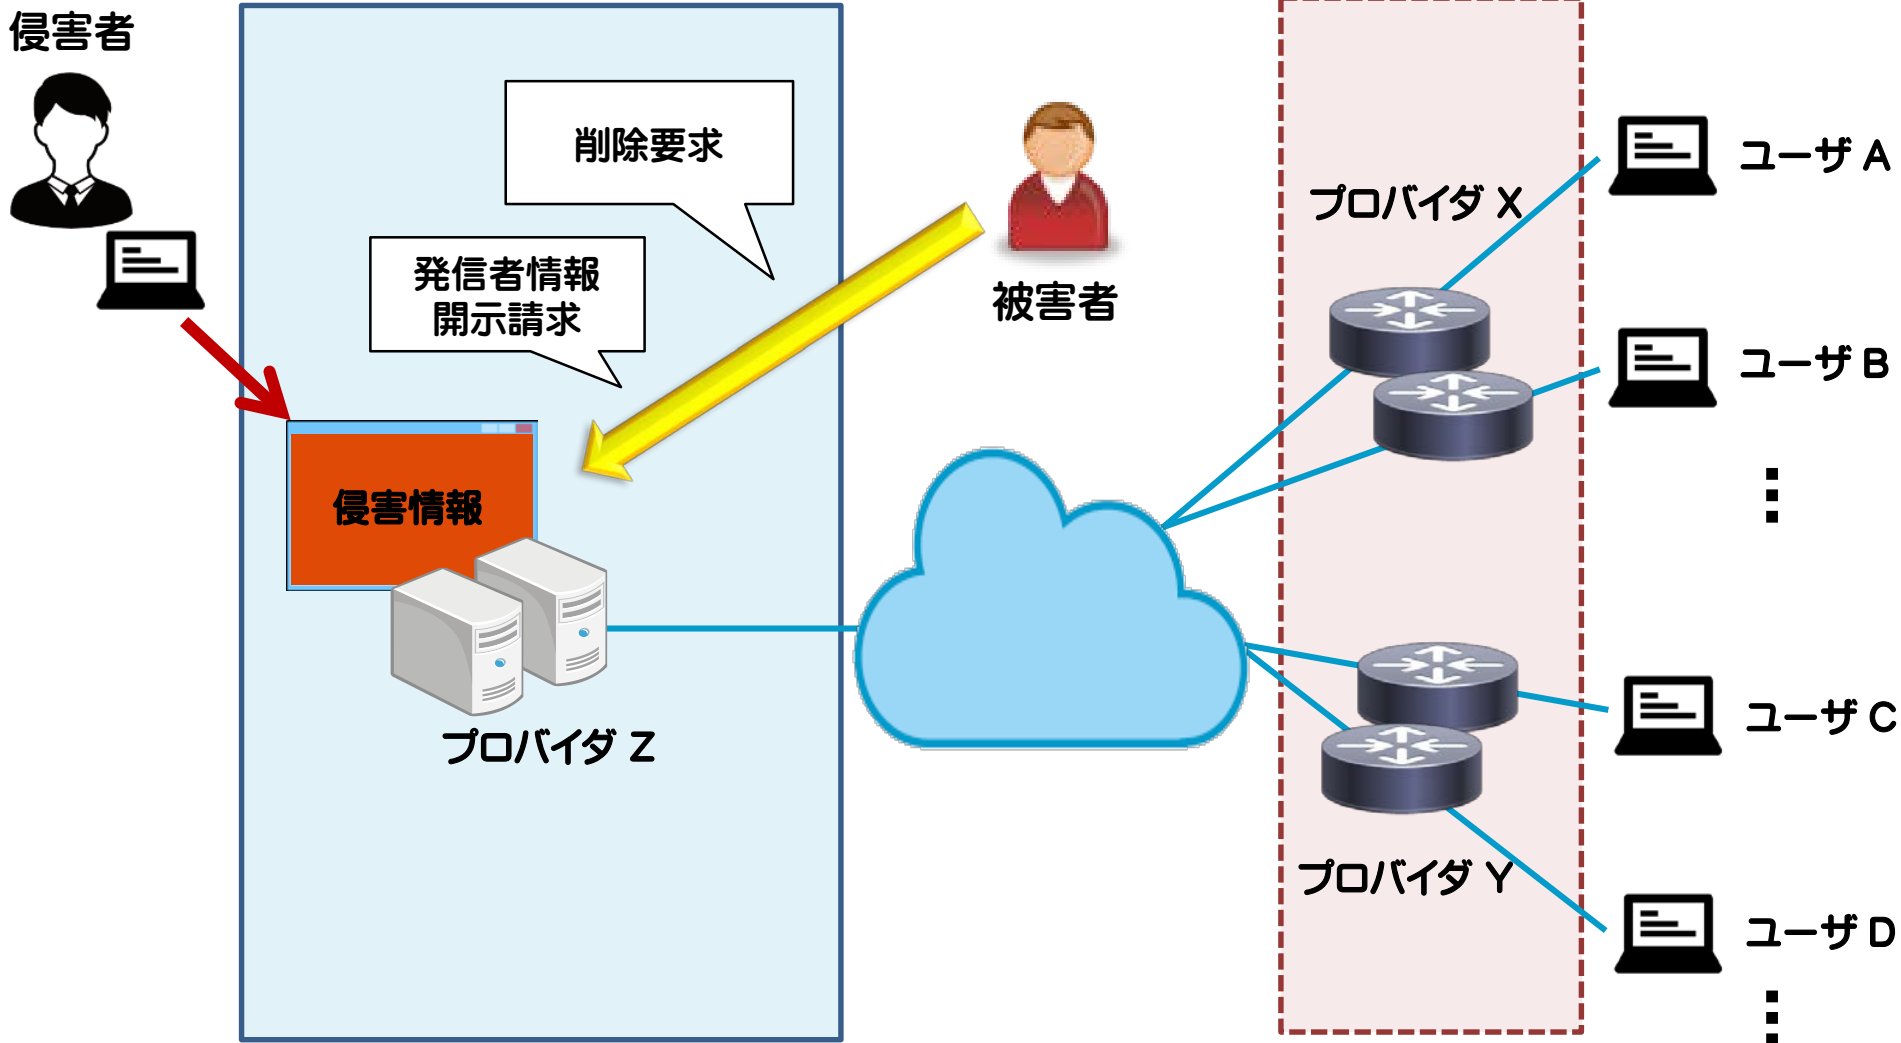 侵害者
削除要求
発信者情報
開示請求
被害者
侵害情報
プロバイダ Z
プロバイダ X
プロバイダ Y
ユーザ A
ユーザ B
ユーザ C
ユーザ D